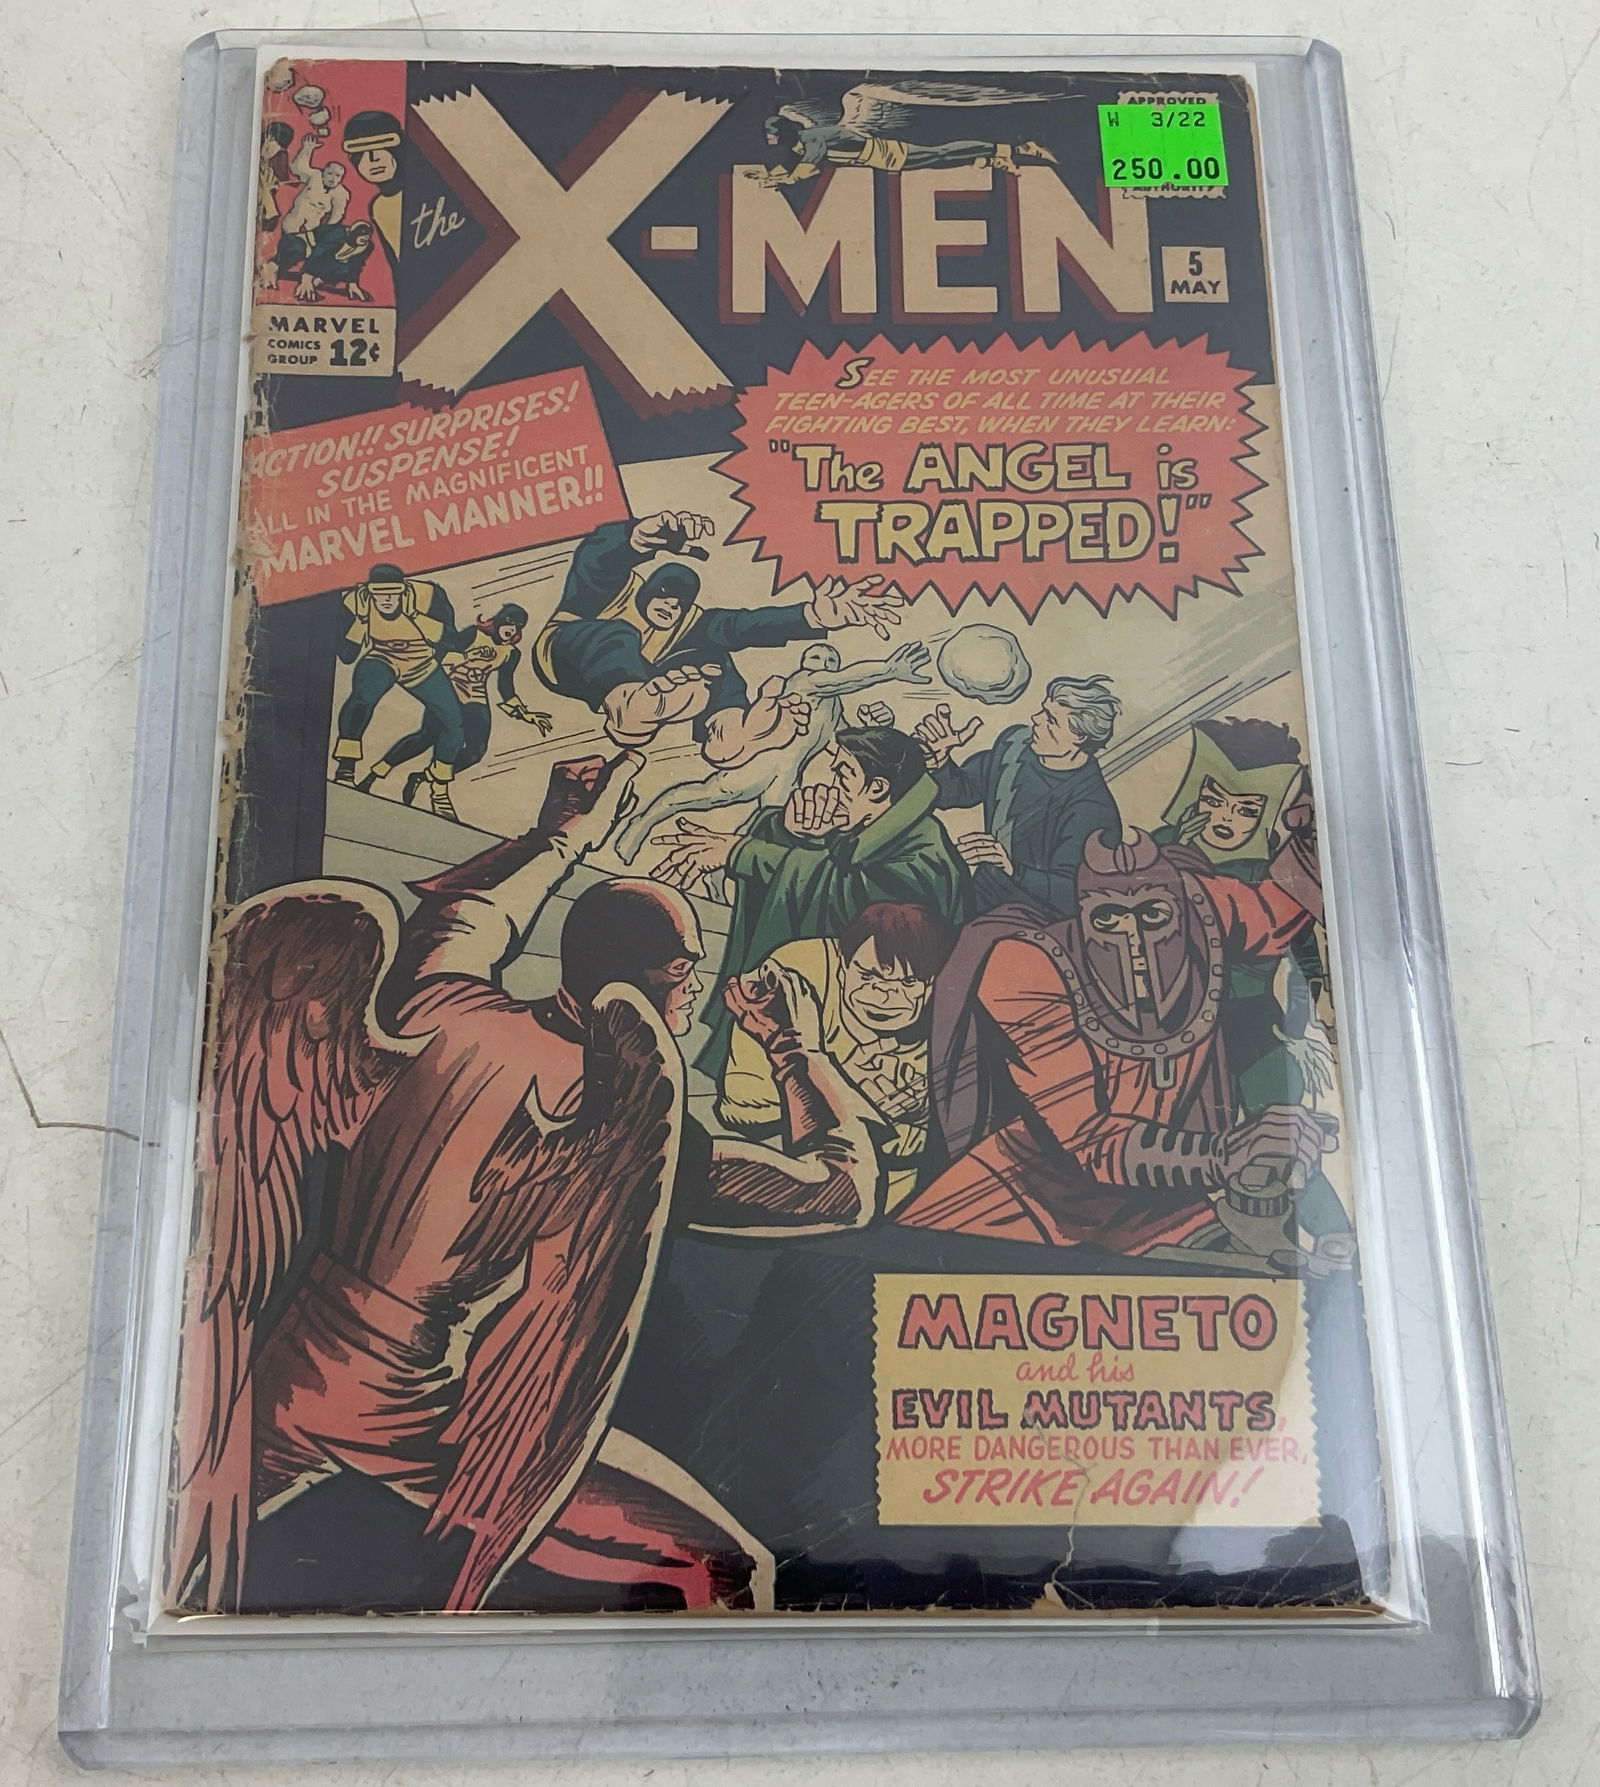 the X-MEN
APPROVED
W 3/22
250.00
AUTHORITY
5
MAY
MARVEL
COMICS
GROUP 12¢
ACTION!! SURPRISES!
SUSPENSE!
ALL IN THE MAGNIFICENT
MARVEL MANNER!!
SEE THE MOST UNUSUAL
TEEN-AGERS OF ALL TIME AT THEIR
FIGHTING BEST, WHEN THEY LEARN:
"The ANGEL is
TRAPPED!"
MAGNETO
and his
EVIL MUTANTS,
MORE DANGEROUS THAN EVER,
STRIKE AGAIN!